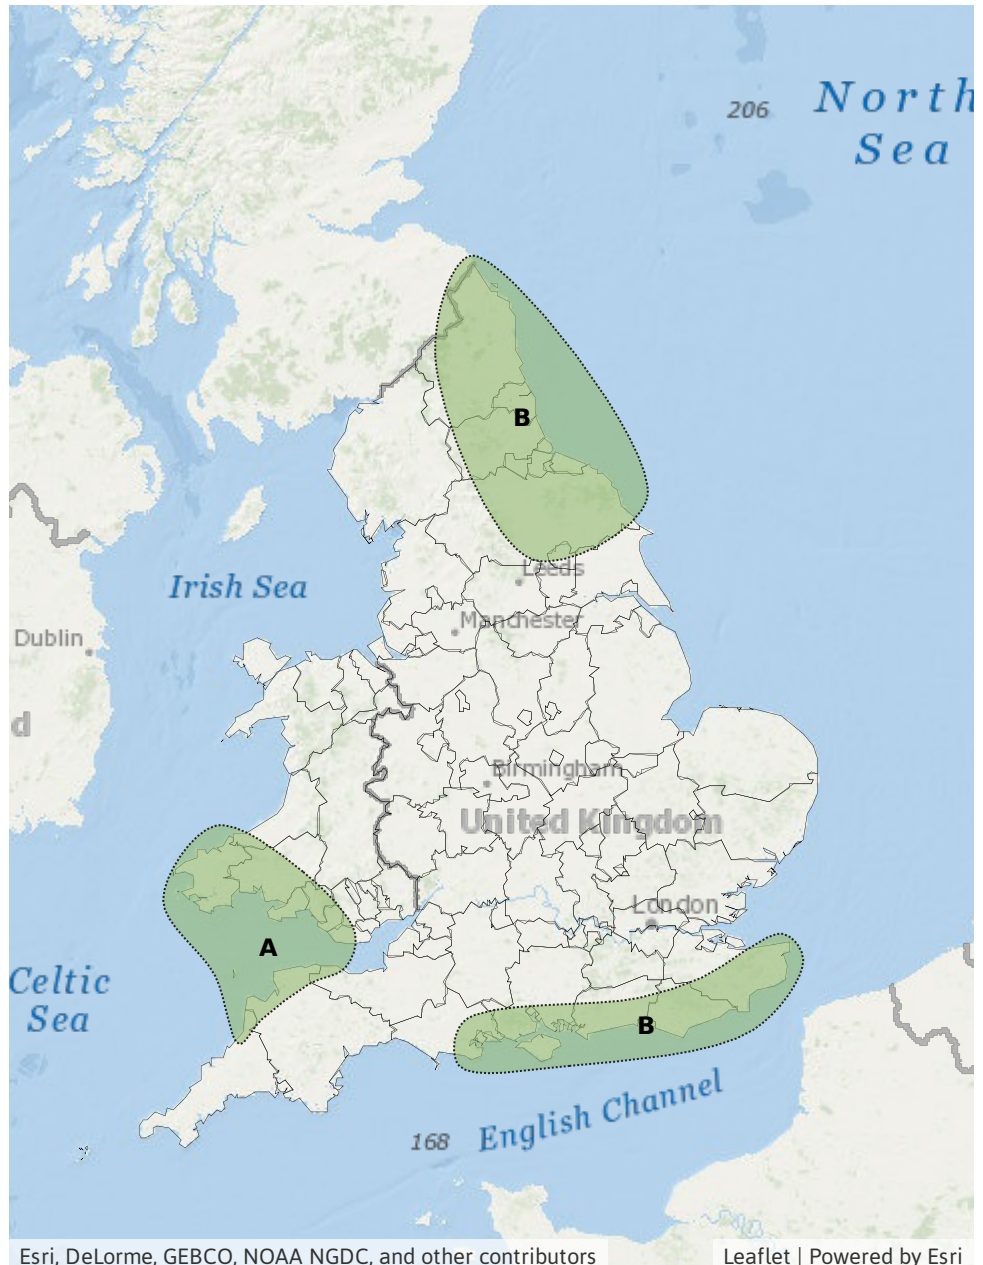 North
Sea
206
B
Irish Sea
Leeds
Manchester
Dublin
d
Birmingham
United Kingdom
London
A
Celtic
Sea
B
English Channel
168
Esri, DeLorme, GEBCO, NOAA NGDC, and other contributors
Leaflet | Powered by Esri